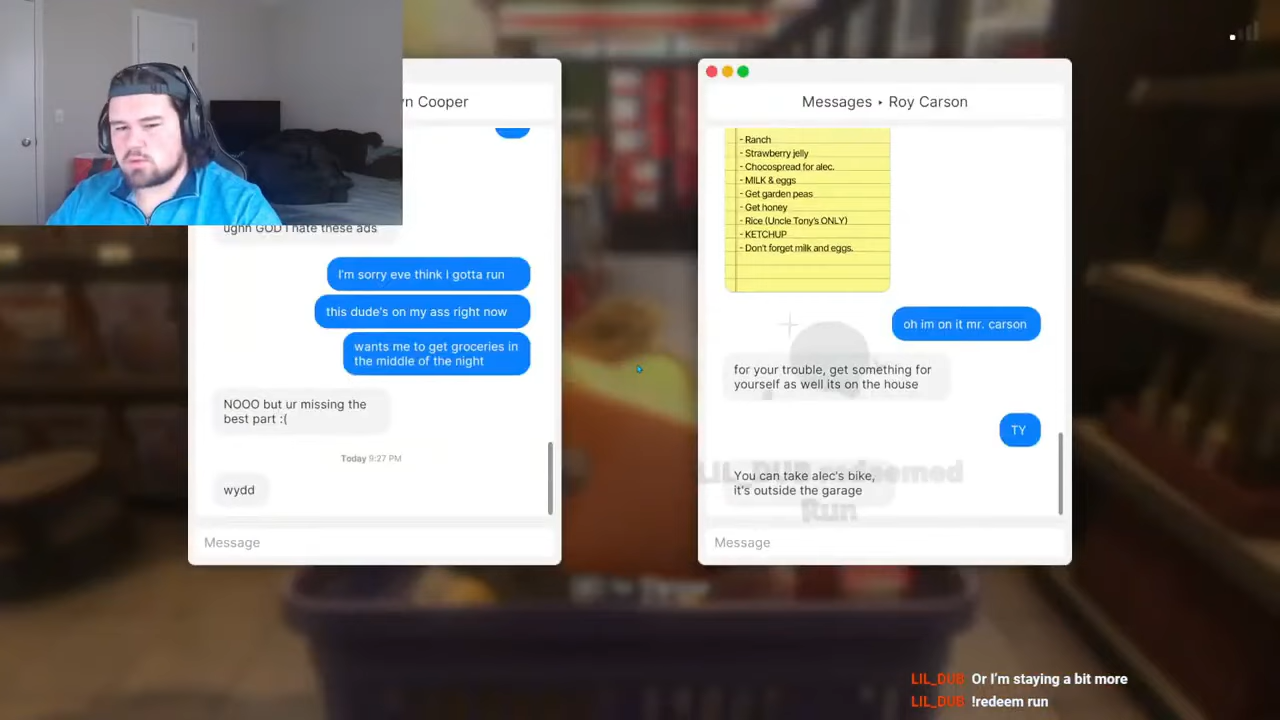 n Cooper
ughh GOD I hate these ads
I'm sorry eve think I gotta run
this dude's on my ass right now
wants me to get groceries in
the middle of the night
NOOO but ur missing the
best part :(
Today 9:27 PM
wydd
Message
Messages ▸ Roy Carson
- Ranch
- Strawberry jelly
- Chocospread for alec.
- MILK & eggs
- Get garden peas
- Get honey
- Rice (Uncle Tony's ONLY)
- KETCHUP
- Don't forget milk and eggs.
oh im on it mr. carson
for your trouble, get something for
yourself as well its on the house
TY
You can take alec's bike,
it's outside the garage
LIL_DUB redeemed
Run
Message
LIL_DUB Or I'm staying a bit more
LIL_DUB !redeem run